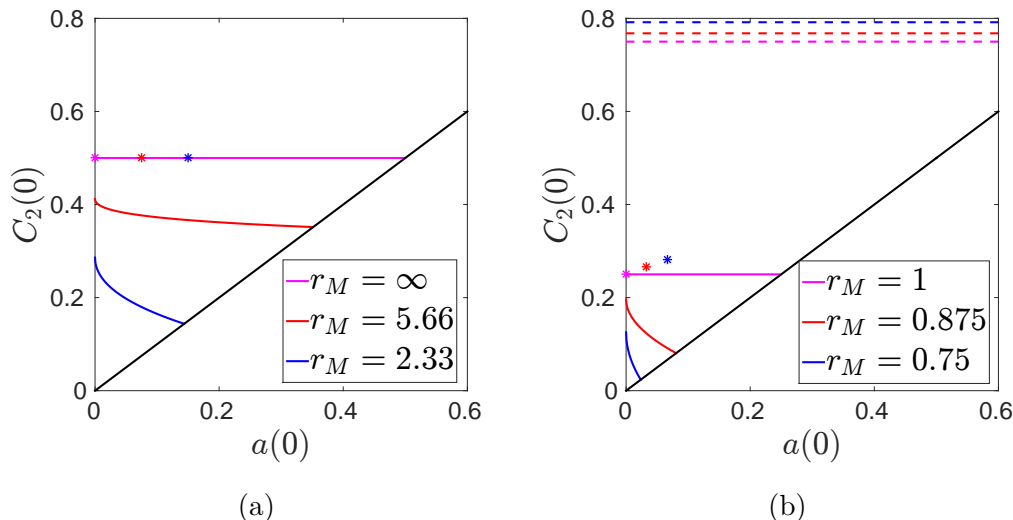 0.8
0.6
0.4
0.2
0
C₂(0)
0 0.2 0.4 0.6
a(0)
r_M = ∞
r_M = 5.66
r_M = 2.33
(a)
0.8
0.6
0.4
0.2
0
C₂(0)
0 0.2 0.4 0.6
a(0)
r_M = 1
r_M = 0.875
r_M = 0.75
(b)